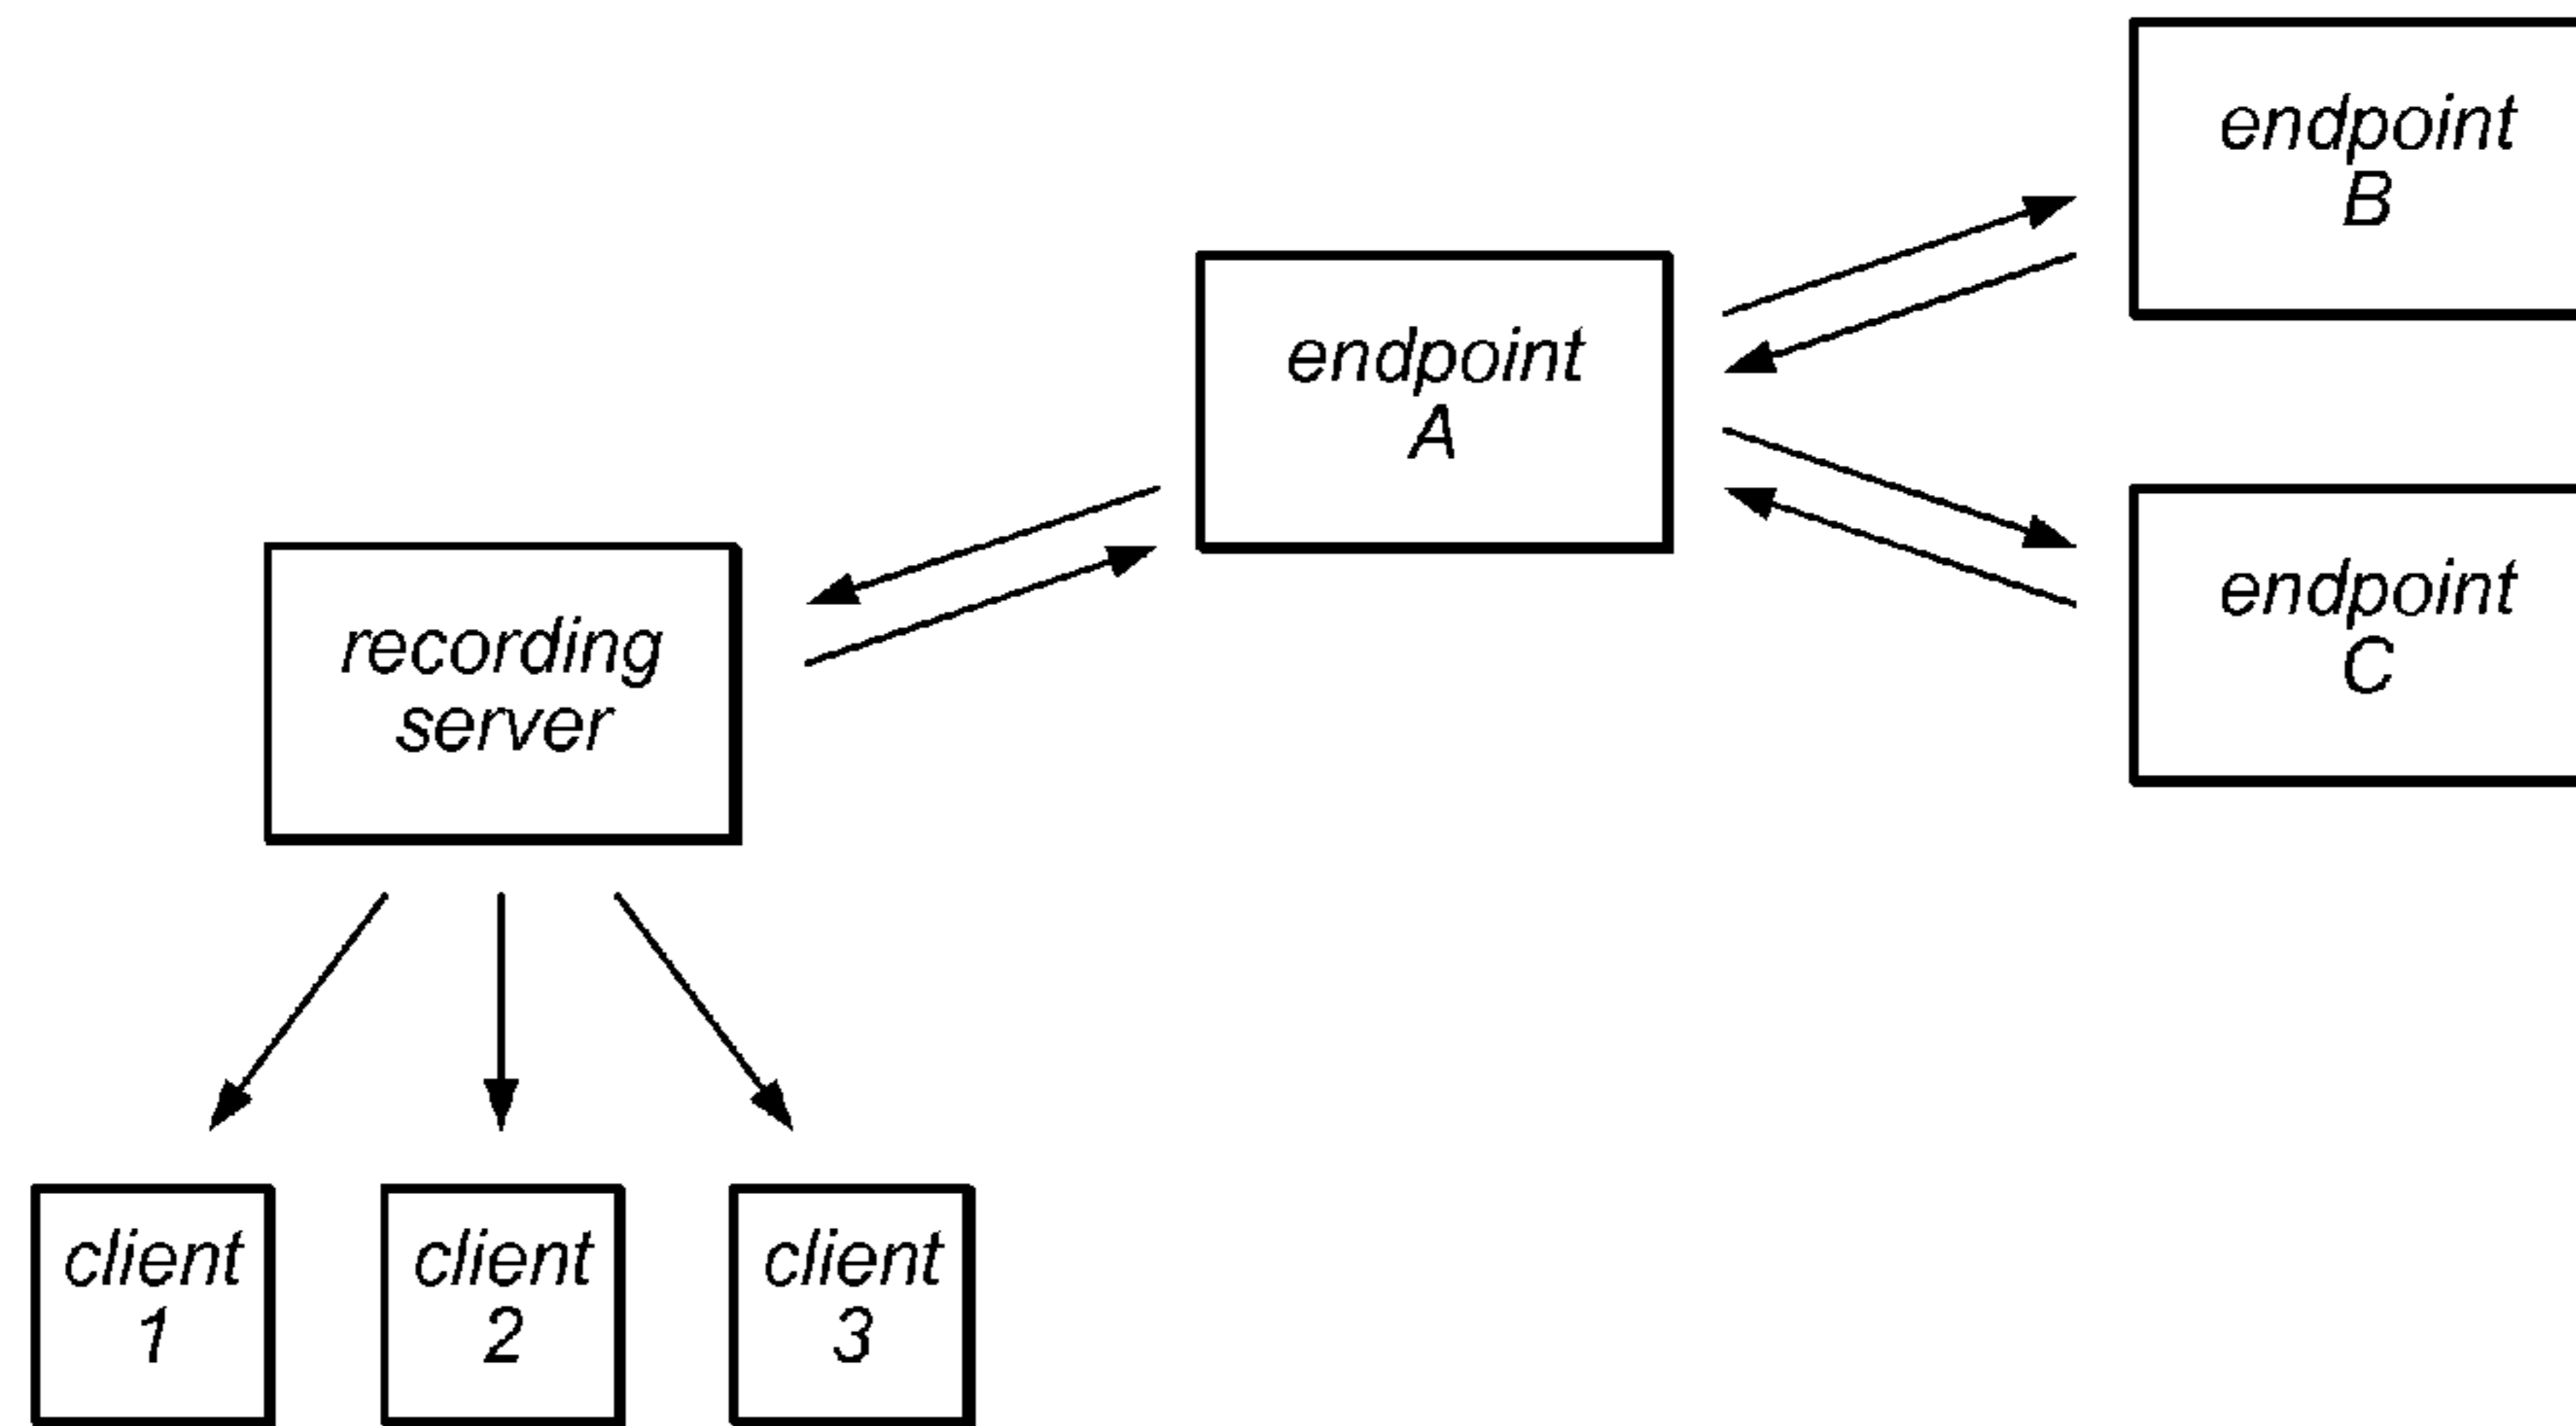 endpoint
B
endpoint
A
endpoint
C
recording
server
client
1
client
2
client
3